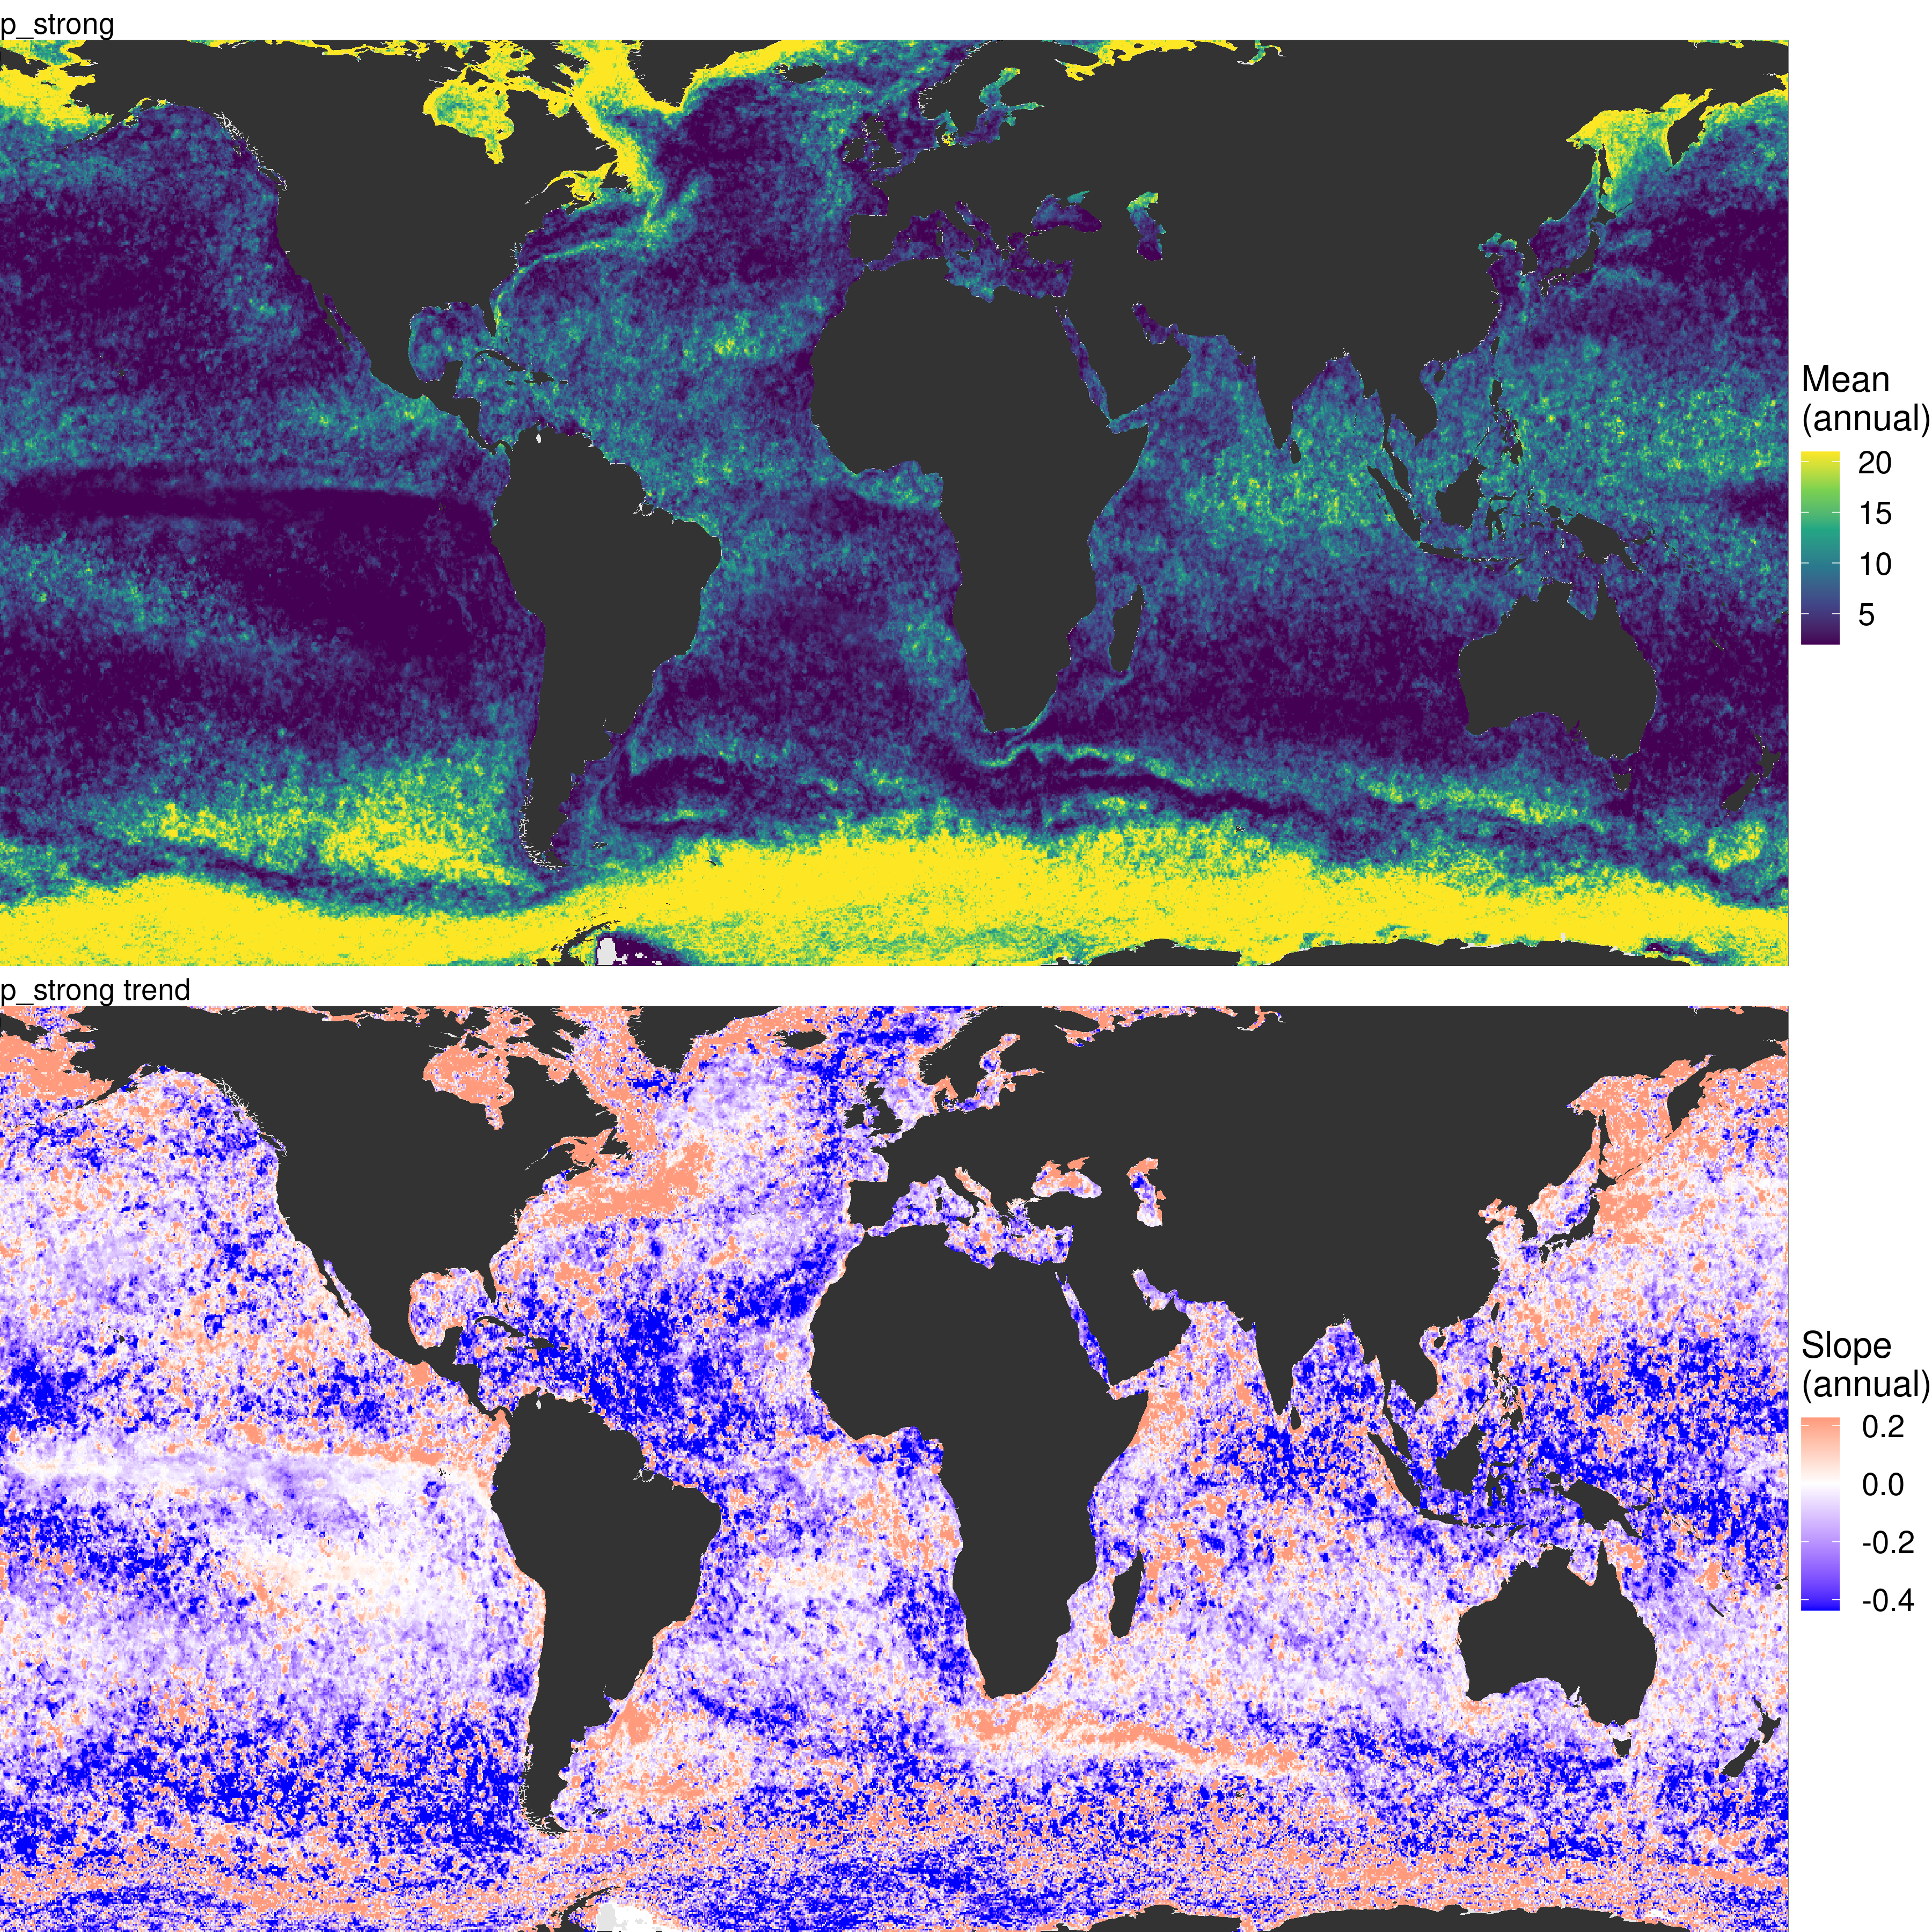 p_strong
Mean
(annual)
20
15
10
5
p_strong trend
Slope
(annual)
0.2
0.0
-0.2
-0.4